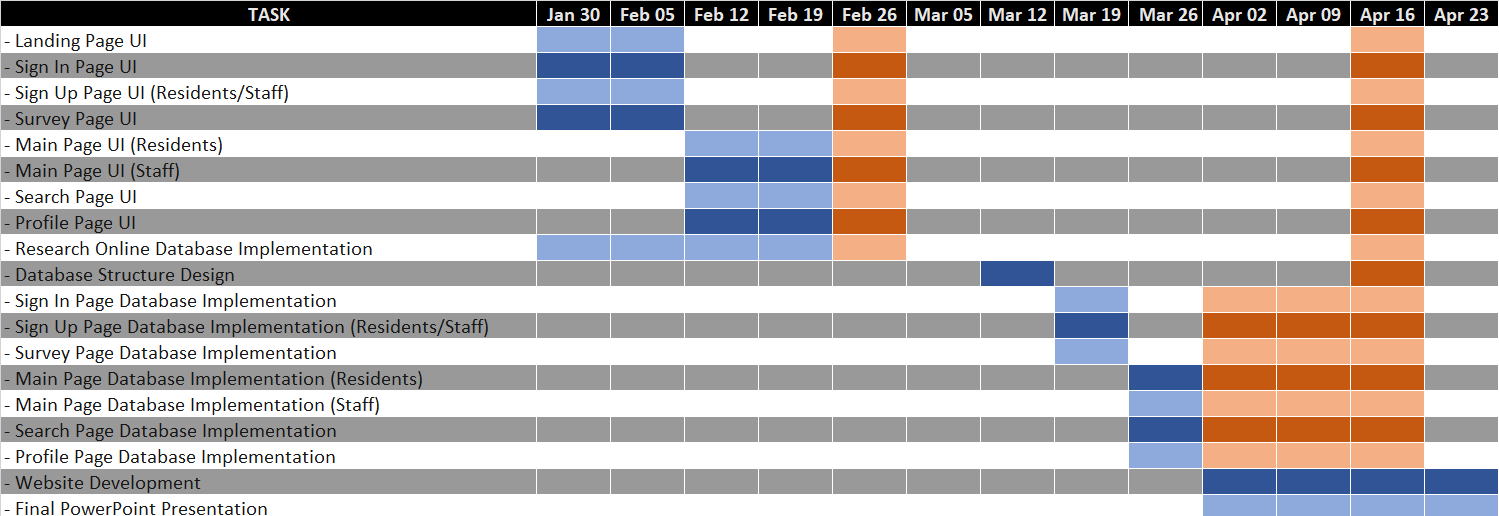 TASK Jan 30 Feb 05 Feb 12 Feb 19 Feb 26 Mar 05 Mar 12 Mar 19 Mar 26 Apr 02 Apr 09 Apr 16 Apr 23
- Landing Page UI
- Sign In Page UI
- Sign Up Page UI (Residents/Staff)
- Survey Page UI
- Main Page UI (Residents)
- Main Page UI (Staff)
- Search Page UI
- Profile Page UI
- Research Online Database Implementation
- Database Structure Design
- Sign In Page Database Implementation
- Sign Up Page Database Implementation (Residents/Staff)
- Survey Page Database Implementation
- Main Page Database Implementation (Residents)
- Main Page Database Implementation (Staff)
- Search Page Database Implementation
- Profile Page Database Implementation
- Website Development
- Final PowerPoint Presentation